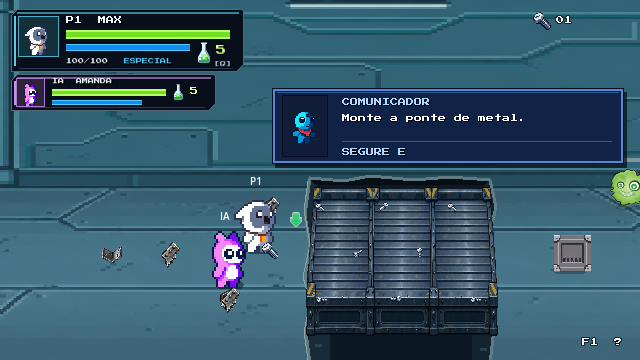 P1 MAX
5
100/100 ESPECIAL [Q]
IA AMANDA
5
01
COMUNICADOR
Monte a ponte de metal.
SEGURE E
P1
IA
F1 ?